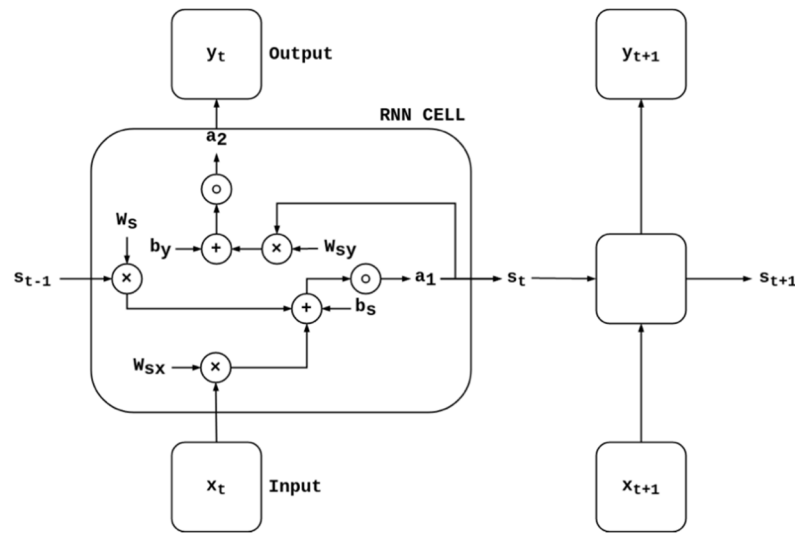 yt Output
yt+1
RNN CELL
a2
Ws
by + × Wsy
st-1 × a1 st st+1
+ bs
Wsx ×
xt Input
xt+1